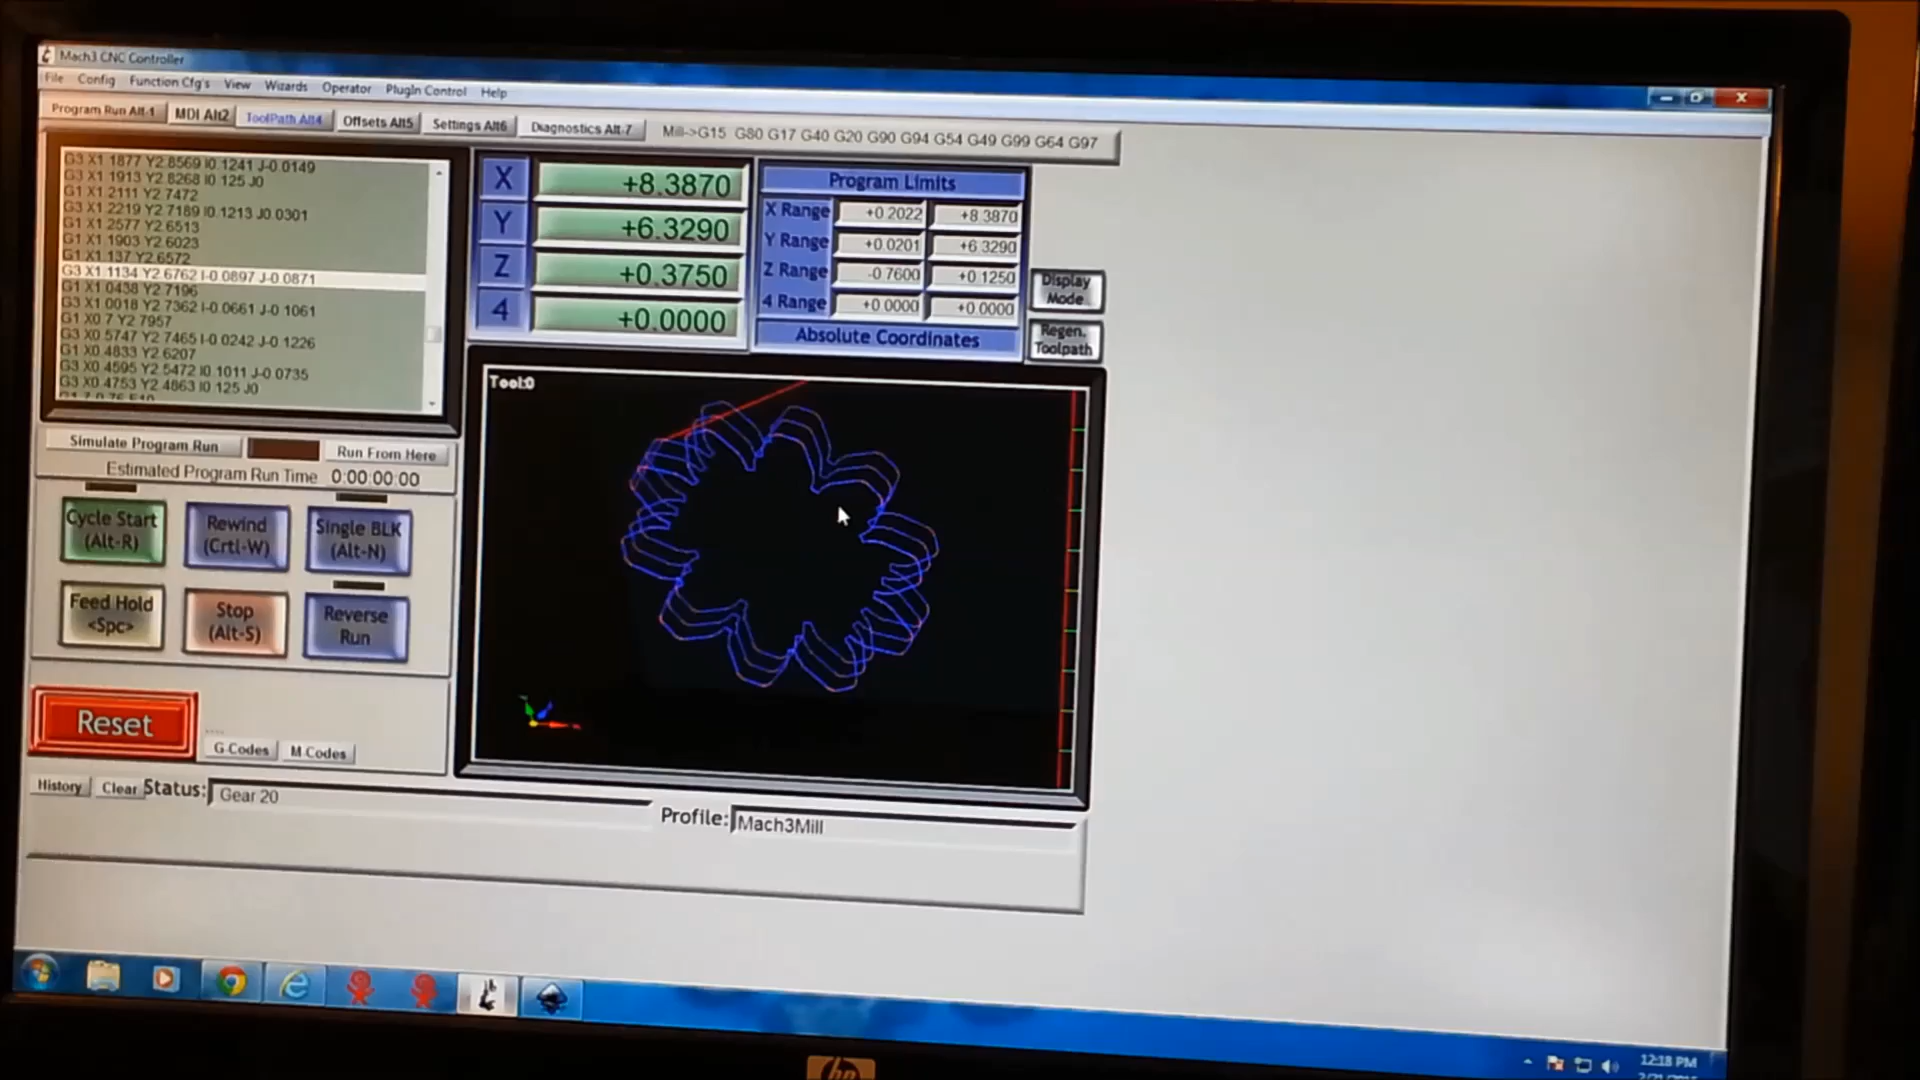 Mach3 CNC Controller
File Config Function Cfg's View Wizards Operator PlugIn Control Help
Program Run Alt-1 MDI Alt2 ToolPath Alt4 Offsets Alt5 Settings Alt6 Diagnostics Alt-7 Mill->G15 G80 G17 G40 G20 G90 G94 G54 G49 G99 G64 G97
G3 X1.1877 Y2.8569 I0.1241 J-0.0149
G3 X1.1913 Y2.8268 I0.125 J0
G1 X1.2111 Y2.7472
G3 X1.2219 Y2.7189 I0.1213 J0.0301
G1 X1.2577 Y2.6513
G1 X1.1903 Y2.6023
G1 X1.137 Y2.6572
G3 X1.1134 Y2.6762 I-0.0897 J-0.0871
G1 X1.0438 Y2.7196
G3 X1.0018 Y2.7362 I-0.0661 J-0.1061
G1 X0.7 Y2.7957
G3 X0.5747 Y2.7465 I-0.0242 J-0.1226
G1 X0.4833 Y2.6207
G3 X0.4595 Y2.5472 I0.1011 J-0.0735
G3 X0.4753 Y2.4863 I0.125 J0
X +8.3870
Y +6.3290
Z +0.3750
4 +0.0000
Program Limits
X Range +0.2022 +8.3870
Y Range +0.0201 +6.3290
Z Range -0.7600 +0.1250
4 Range +0.0000 +0.0000
Absolute Coordinates
Display Mode
Regen. Toolpath
Tool:0
Simulate Program Run
Run From Here
Estimated Program Run Time 0:00:00:00
Cycle Start (Alt-R)
Rewind (Crtl-W)
Single BLK (Alt-N)
Feed Hold <Spc>
Stop (Alt-S)
Reverse Run
Reset
G-Codes M-Codes
History Clear Status: Gear 20
Profile: Mach3Mill
12:18 PM
hp